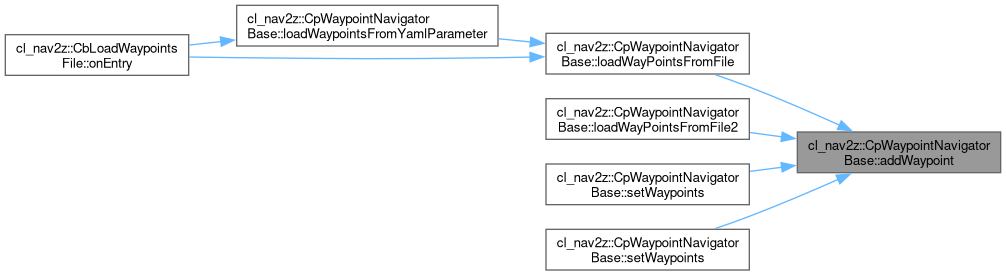 cl_nav2z::CpWaypointNavigator
Base::loadWaypointsFromYamlParameter
cl_nav2z::CbLoadWaypoints
File::onEntry
cl_nav2z::CpWaypointNavigator
Base::loadWayPointsFromFile
cl_nav2z::CpWaypointNavigator
Base::loadWayPointsFromFile2
cl_nav2z::CpWaypointNavigator
Base::addWaypoint
cl_nav2z::CpWaypointNavigator
Base::setWaypoints
cl_nav2z::CpWaypointNavigator
Base::setWaypoints